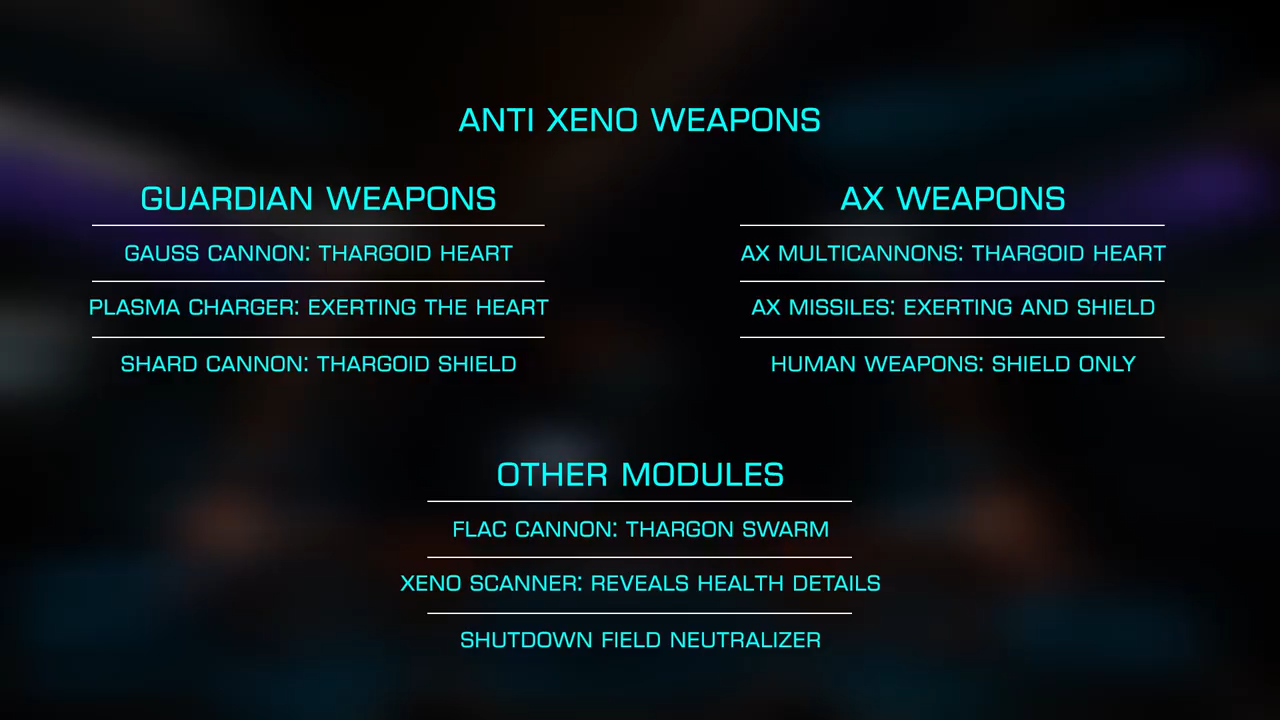 ANTI XENO WEAPONS
GUARDIAN WEAPONS
GAUSS CANNON: THARGOID HEART
PLASMA CHARGER: EXERTING THE HEART
SHARD CANNON: THARGOID SHIELD
AX WEAPONS
AX MULTICANNONS: THARGOID HEART
AX MISSILES: EXERTING AND SHIELD
HUMAN WEAPONS: SHIELD ONLY
OTHER MODULES
FLAC CANNON: THARGON SWARM
XENO SCANNER: REVEALS HEALTH DETAILS
SHUTDOWN FIELD NEUTRALIZER